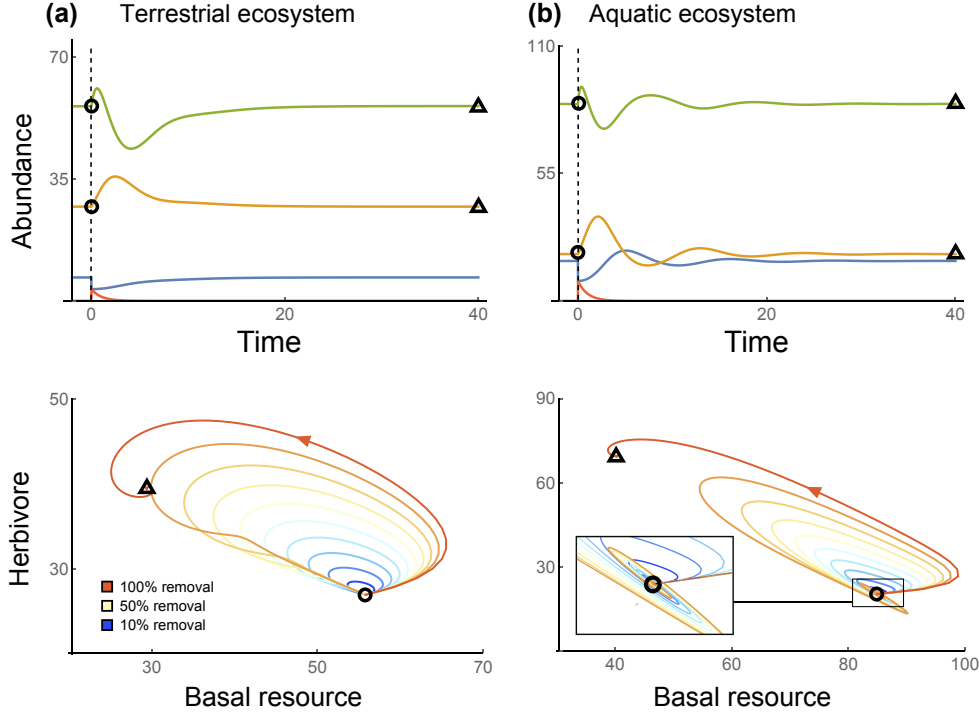 (a) Terrestrial ecosystem
(b) Aquatic ecosystem
Abundance
70
35
0
20
40
Time
110
55
0
20
40
Time
Herbivore
50
30
30
50
70
Basal resource
100% removal
50% removal
10% removal
90
60
30
40
60
80
100
Basal resource